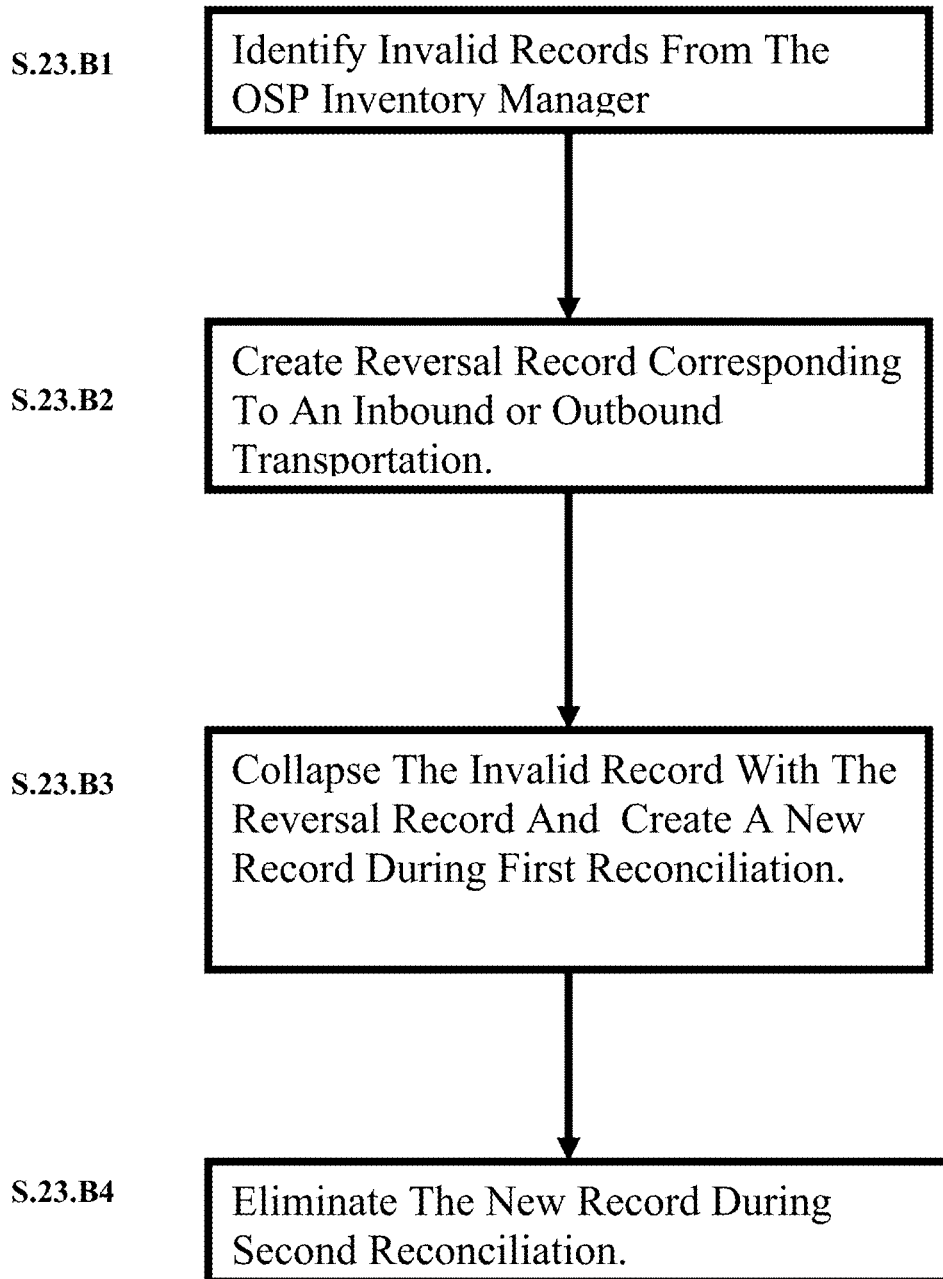 S.23.B1
Identify Invalid Records From The
OSP Inventory Manager
S.23.B2
Create Reversal Record Corresponding
To An Inbound or Outbound
Transportation.
S.23.B3
Collapse The Invalid Record With The
Reversal Record And Create A New
Record During First Reconciliation.
S.23.B4
Eliminate The New Record During
Second Reconciliation.